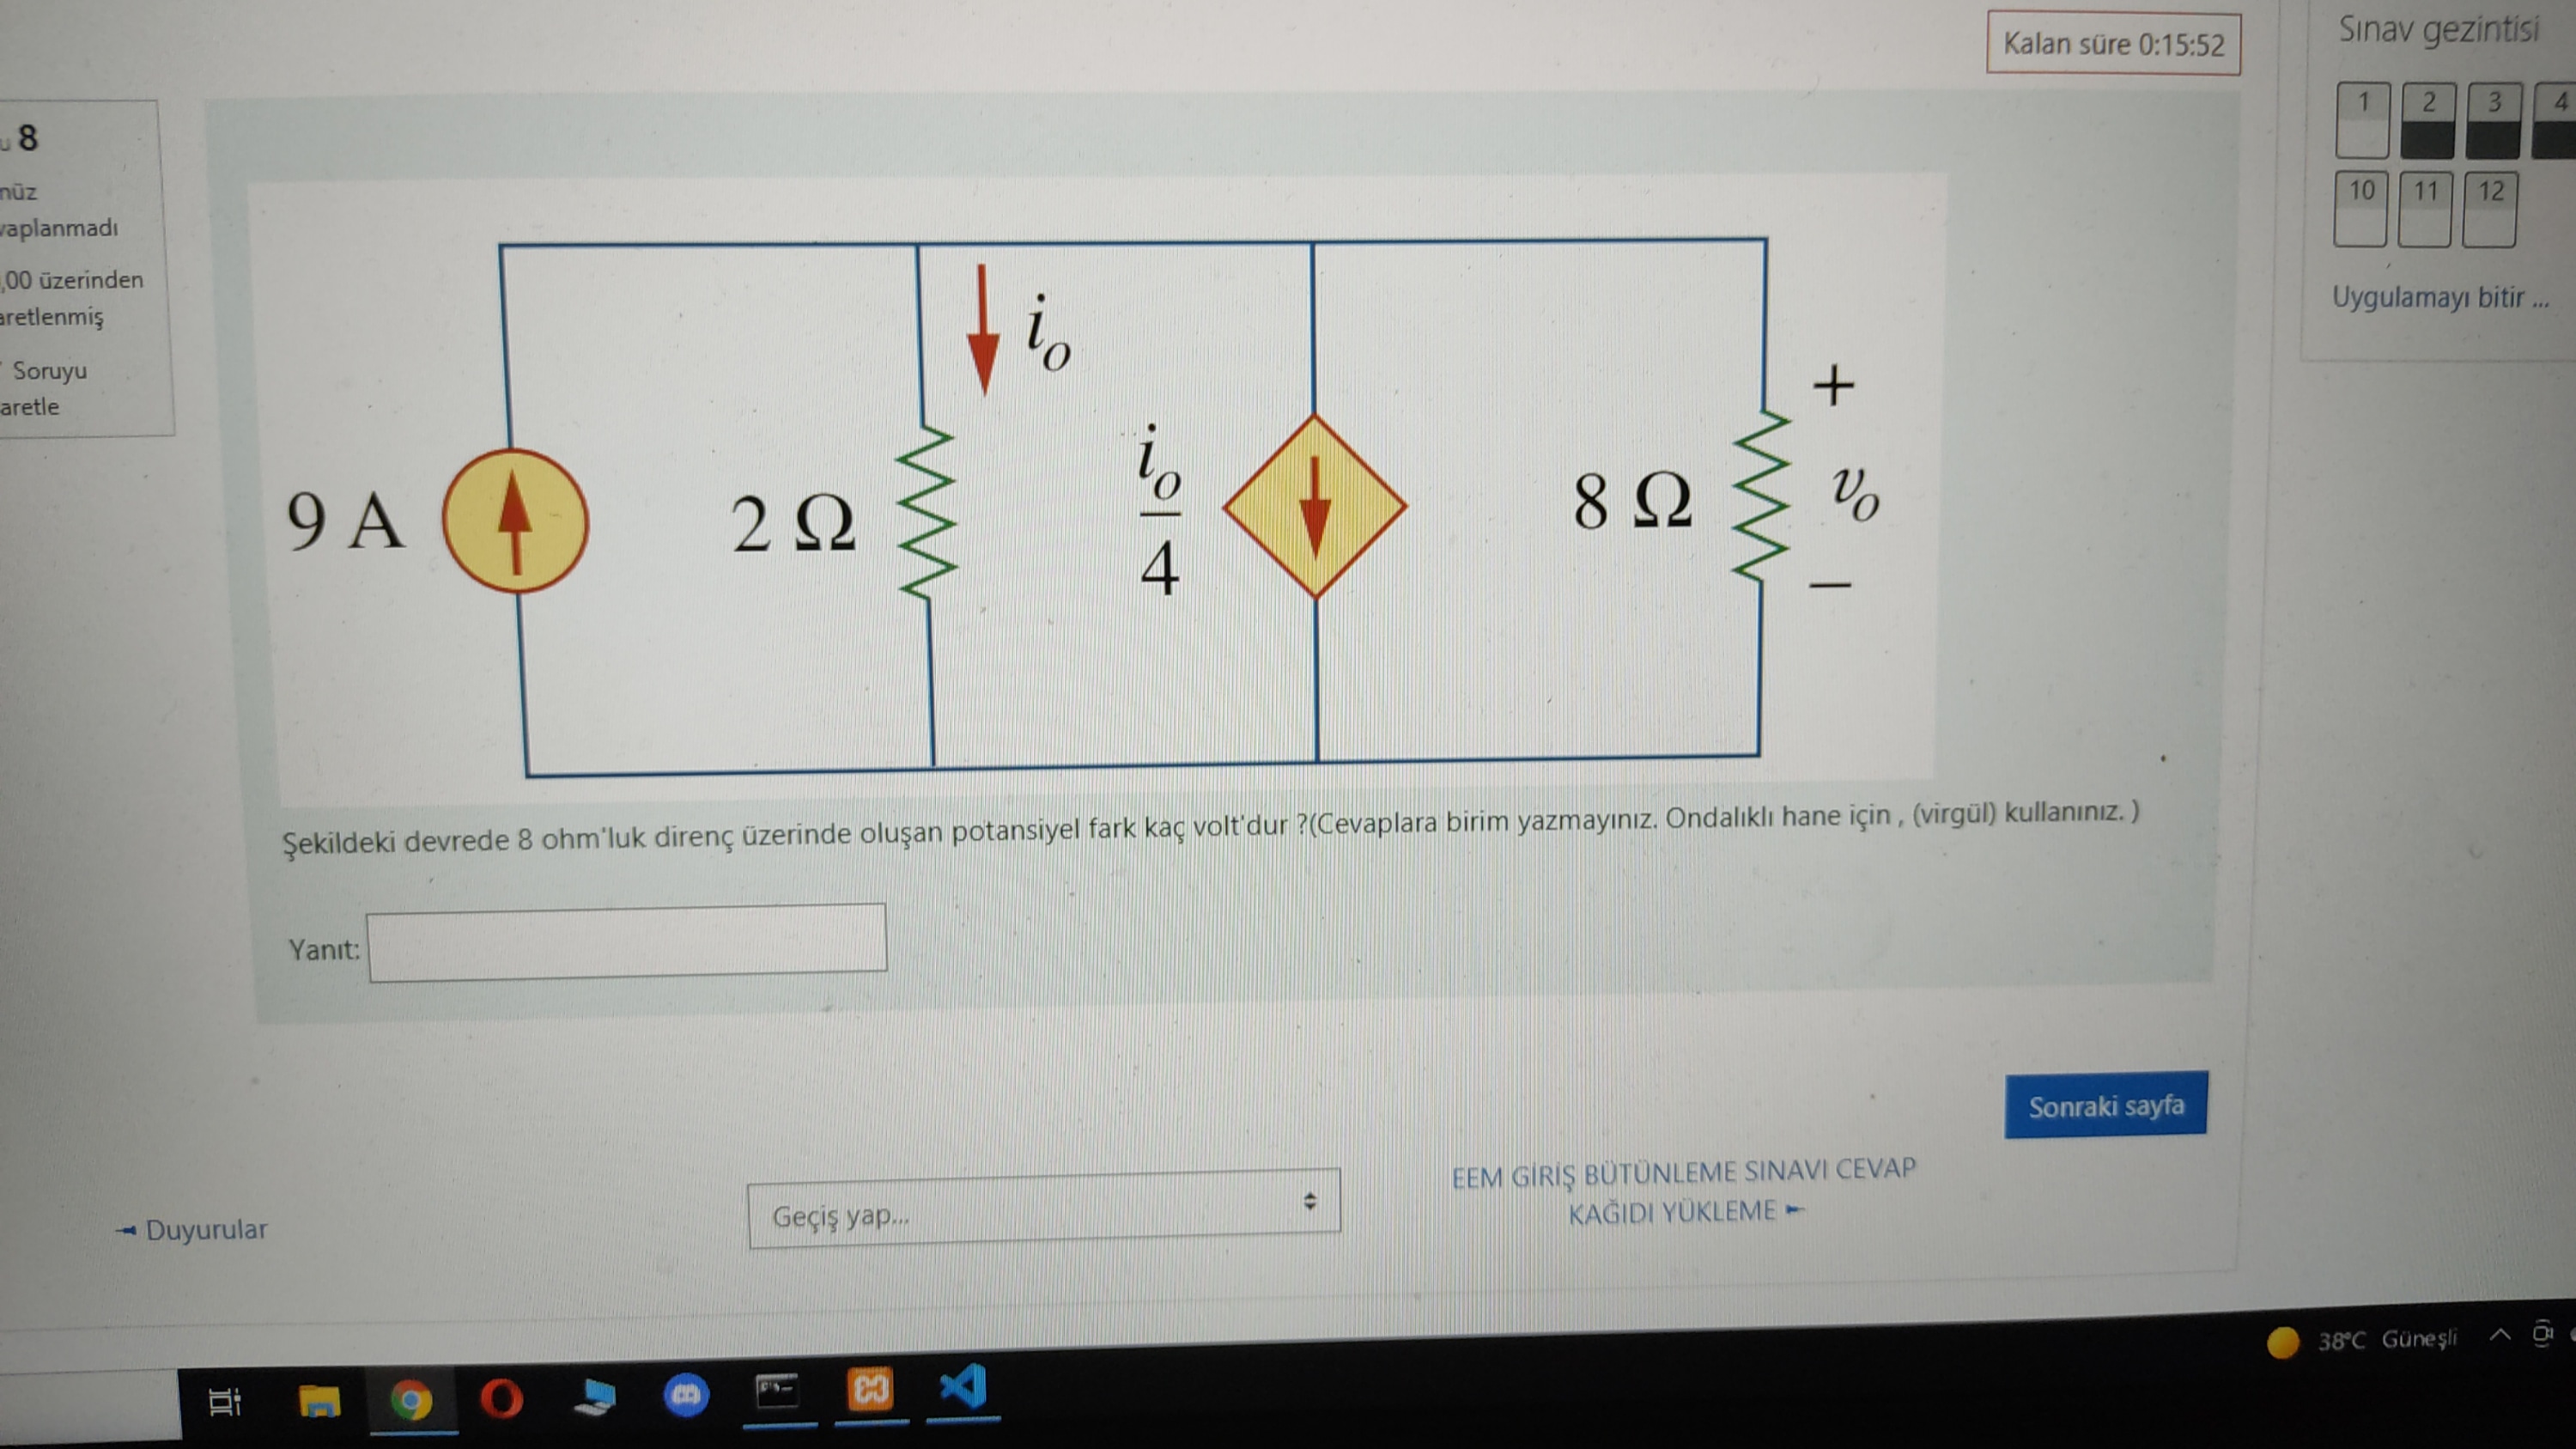 Kalan süre 0:15:52
Sınav gezintisi
1 2 3 4
10 11 12
Uygulamayı bitir ...
8
vaplanmadı
,00 üzerinden
aretlenmiş
Soruyu
aretle
i_o
9 A
2 Ω
i_o
4
8 Ω
+
v_o
−
Şekildeki devrede 8 ohm'luk direnç üzerinde oluşan potansiyel fark kaç volt'dur ?(Cevaplara birim yazmayınız. Ondalıklı hane için , (virgül) kullanınız. )
Yanıt:
Sonraki sayfa
◄ Duyurular
Geçiş yap...
EEM GİRİŞ BÜTÜNLEME SINAVI CEVAP
KAĞIDI YÜKLEME ►
38°C Güneşli